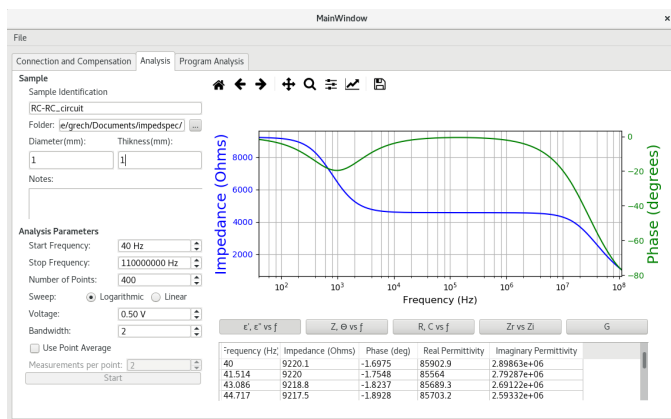 MainWindow ×
File
Connection and Compensation Analysis Program Analysis
Sample
Sample Identification
RC-RC_circuit
Folder: e/grech/Documents/impedspec/ ...
Diameter(mm): Thikness(mm):
1 1
Notes:
Analysis Parameters
Start Frequency: 40 Hz
Stop Frequency: 110000000 Hz
Number of Points: 400
Sweep: Logarithmic Linear
Voltage: 0.50 V
Bandwidth: 2
Use Point Average
Measurements per point: 2
Start
Impedance (Ohms)
8000
6000
4000
2000
10² 10³ 10⁴ 10⁵ 10⁶ 10⁷ 10⁸
Frequency (Hz)
0
−20
−40
−60
−80
Phase (degrees)
ε', ε" vs ƒ Z, Θ vs ƒ R, C vs ƒ Zr vs Zi G
Frequency (Hz) Impedance (Ohms) Phase (deg) Real Permittivity Imaginary Permittivity
40 9220.1 -1.6975 85902.9 2.89863e+06
41.514 9220 -1.7548 85564 2.79287e+06
43.086 9218.8 -1.8237 85689.3 2.69122e+06
44.717 9217.5 -1.8928 85703.2 2.59332e+06